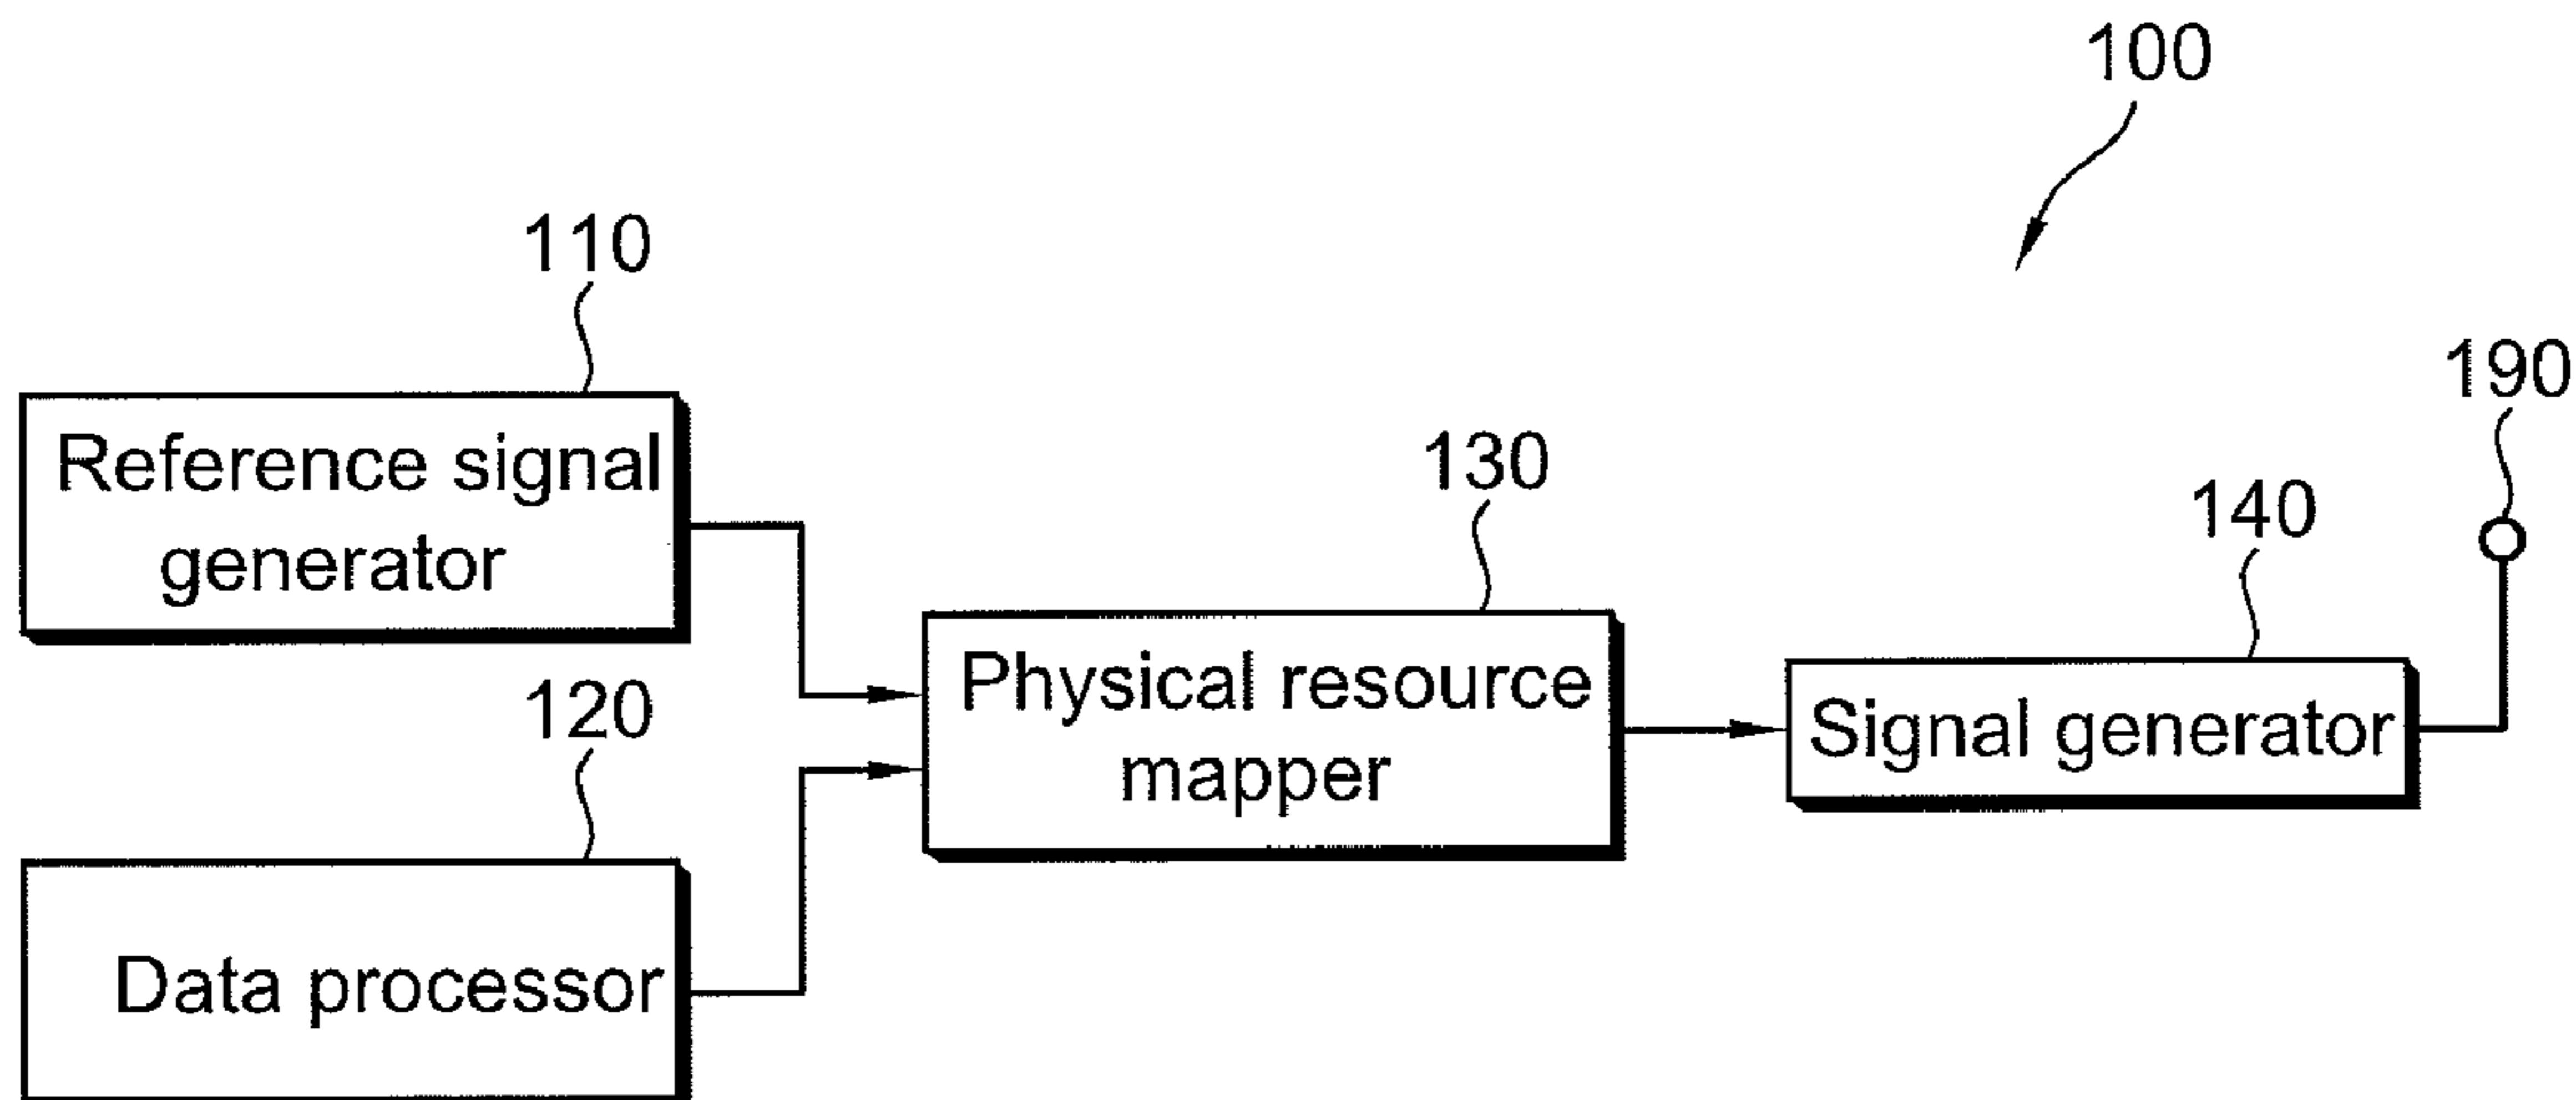 100
110
Reference signal
generator
120
Data processor
130
Physical resource
mapper
140
Signal generator
190